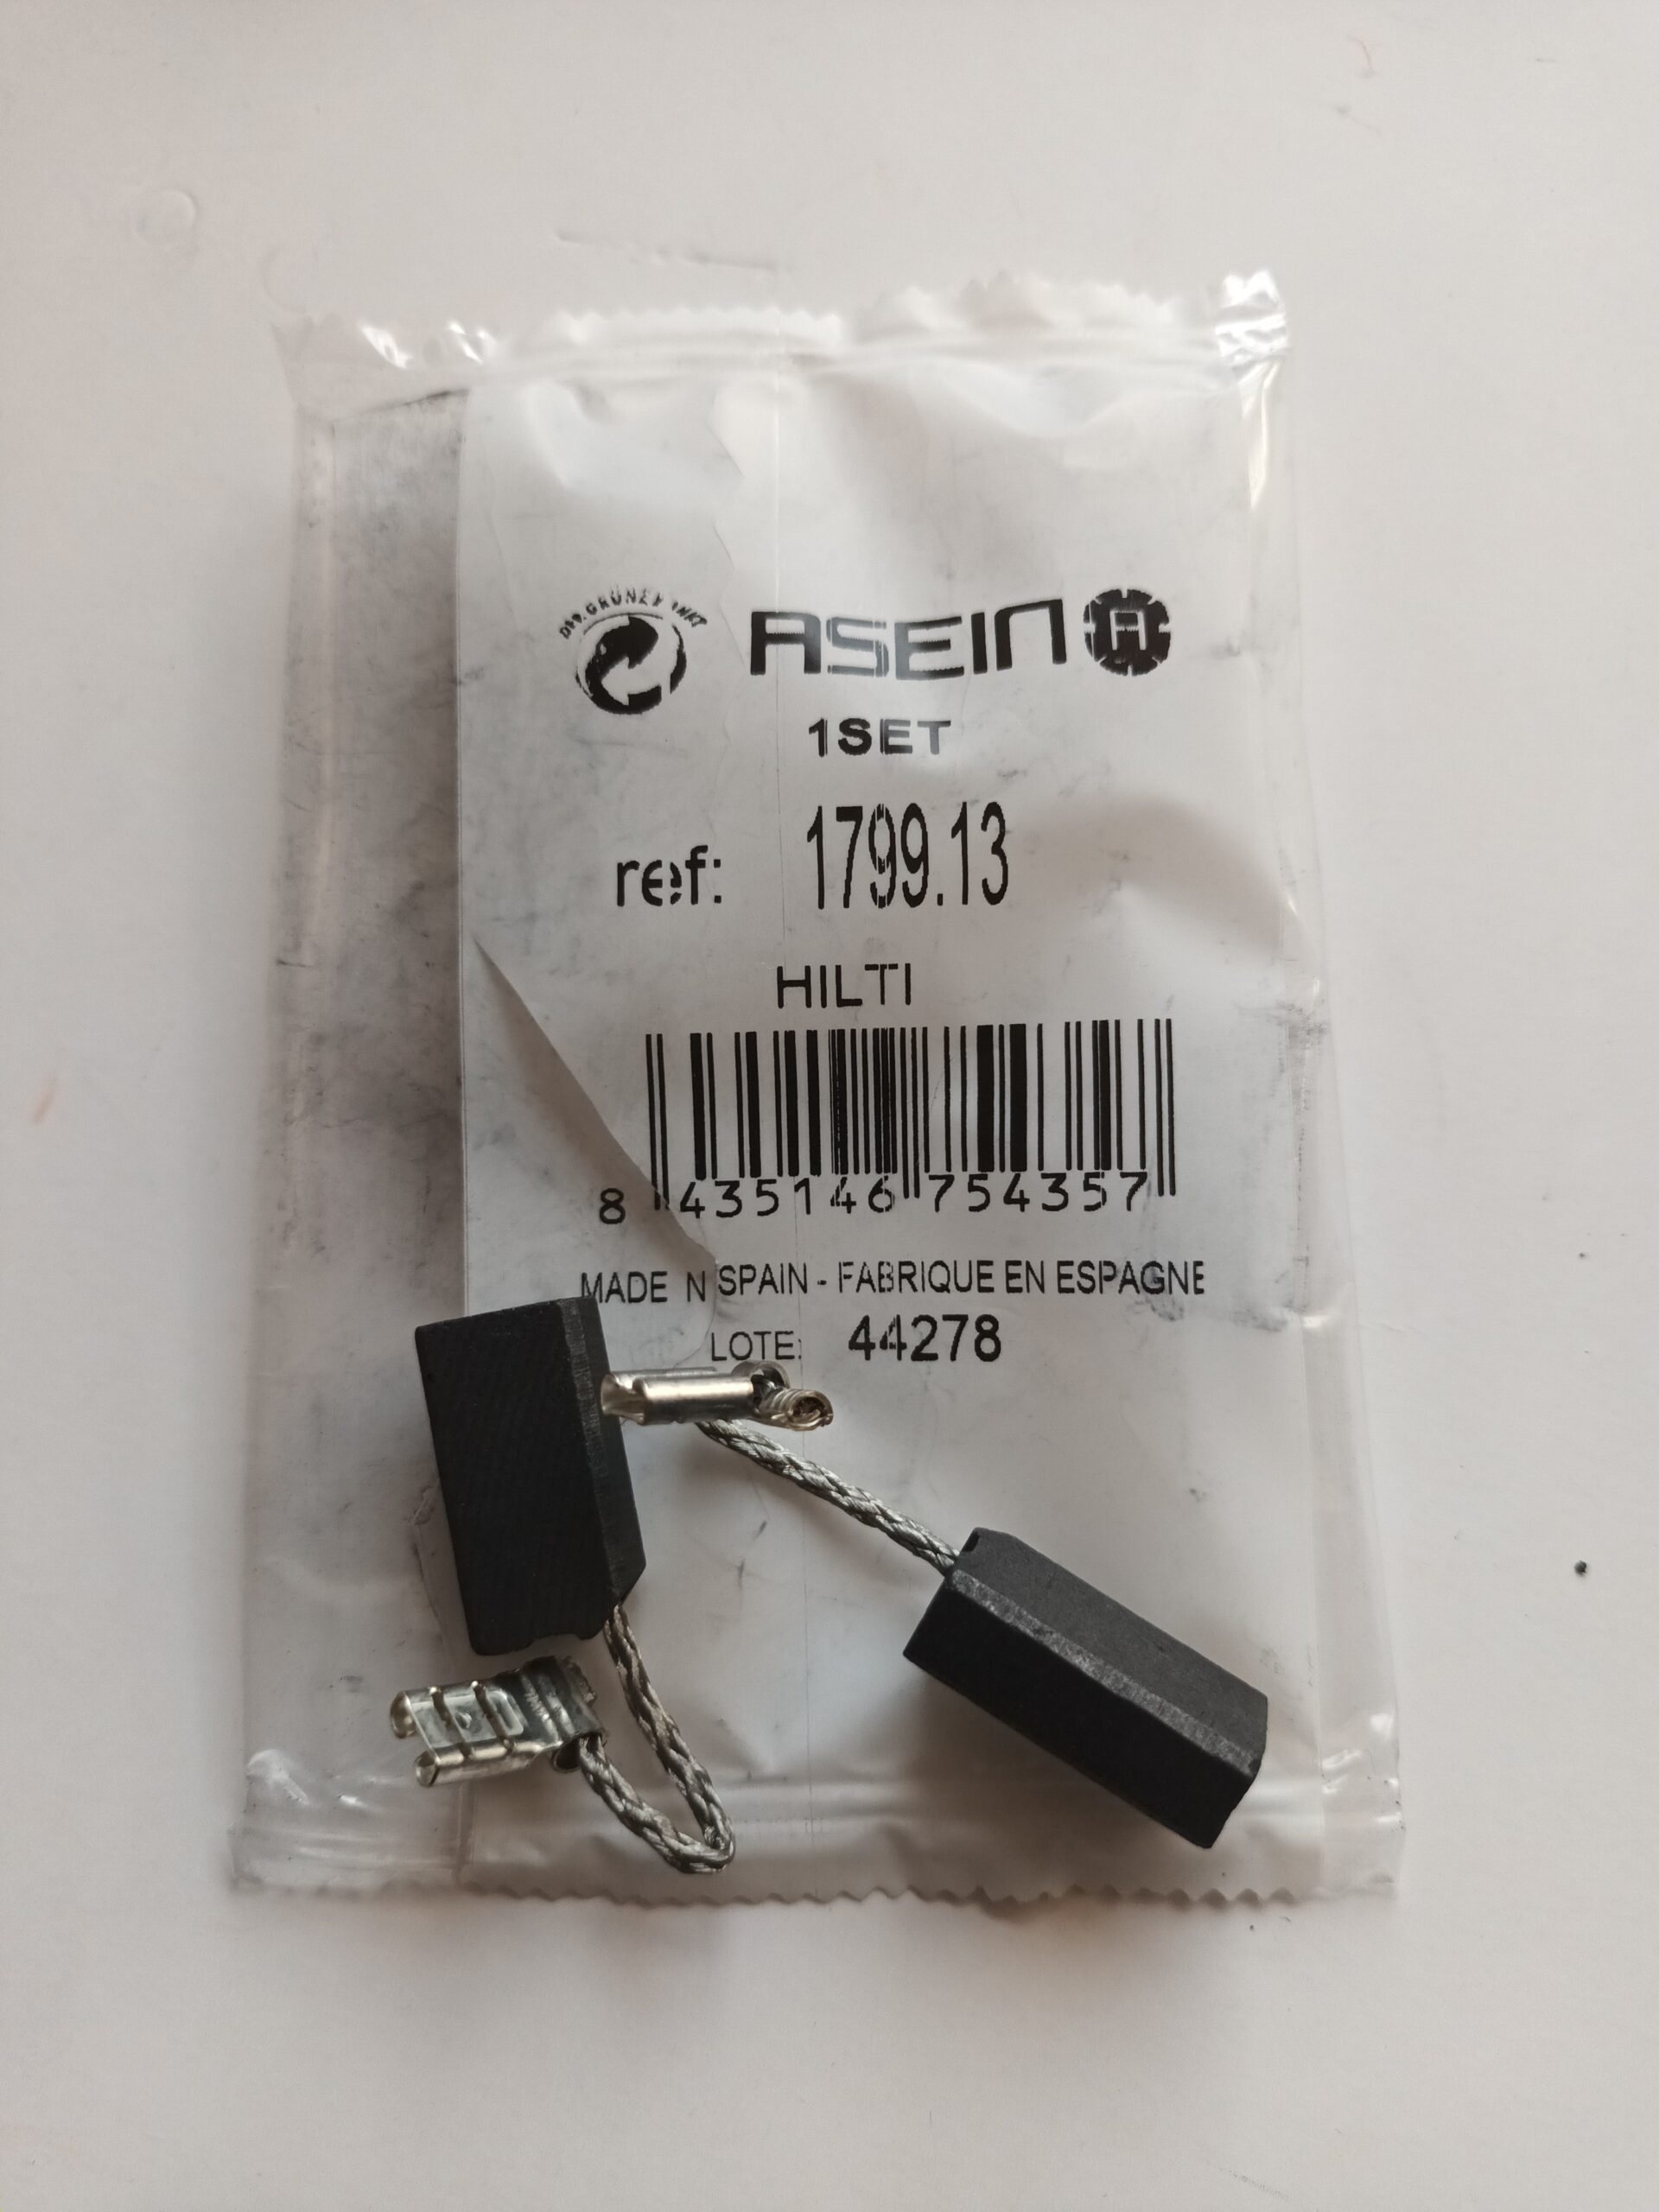 DER GRÜNE PUNKT
ASEIN A
1SET
ref: 1799.13
HILTI
8 435146 754357
MADE N SPAIN - FABRIQUE EN ESPAGNE
LOTE: 44278